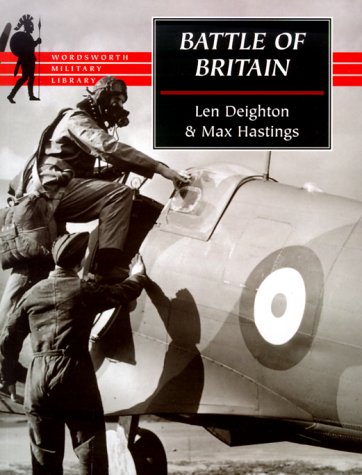 WORDSWORTH
MILITARY
LIBRARY
BATTLE OF
BRITAIN
Len Deighton
& Max Hastings